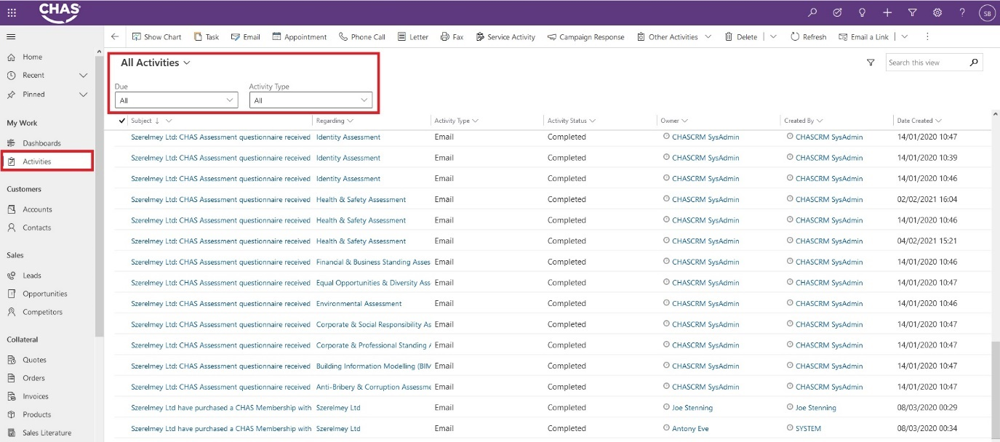 CHAS
SB
Show Chart Task Email Appointment Phone Call Letter Fax Service Activity Campaign Response Other Activities Delete Refresh Email a Link
Home
Recent
Pinned
My Work
Dashboards
Activities
Customers
Accounts
Contacts
Sales
Leads
Opportunities
Competitors
Collateral
Quotes
Orders
Invoices
Products
Sales Literature
All Activities
Search this view
Due Activity Type
All All
Subject Regarding Activity Type Activity Status Owner Created By Date Created
Szerelmey Ltd: CHAS Assessment questionnaire received Identity Assessment Email Completed CHASCRM SysAdmin CHASCRM SysAdmin 14/01/2020 10:47
Szerelmey Ltd: CHAS Assessment questionnaire received Identity Assessment Email Completed CHASCRM SysAdmin CHASCRM SysAdmin 14/01/2020 10:39
Szerelmey Ltd: CHAS Assessment questionnaire received Identity Assessment Email Completed CHASCRM SysAdmin CHASCRM SysAdmin 14/01/2020 10:46
Szerelmey Ltd: CHAS Assessment questionnaire received Health & Safety Assessment Email Completed CHASCRM SysAdmin CHASCRM SysAdmin 02/02/2021 16:04
Szerelmey Ltd: CHAS Assessment questionnaire received Health & Safety Assessment Email Completed CHASCRM SysAdmin CHASCRM SysAdmin 14/01/2020 10:46
Szerelmey Ltd: CHAS Assessment questionnaire received Health & Safety Assessment Email Completed CHASCRM SysAdmin CHASCRM SysAdmin 04/02/2021 15:21
Szerelmey Ltd: CHAS Assessment questionnaire received Financial & Business Standing Asses Email Completed CHASCRM SysAdmin CHASCRM SysAdmin 14/01/2020 10:46
Szerelmey Ltd: CHAS Assessment questionnaire received Equal Opportunities & Diversity Ass Email Completed CHASCRM SysAdmin CHASCRM SysAdmin 14/01/2020 10:47
Szerelmey Ltd: CHAS Assessment questionnaire received Environmental Assessment Email Completed CHASCRM SysAdmin CHASCRM SysAdmin 14/01/2020 10:46
Szerelmey Ltd: CHAS Assessment questionnaire received Corporate & Social Responsibility As Email Completed CHASCRM SysAdmin CHASCRM SysAdmin 14/01/2020 10:47
Szerelmey Ltd: CHAS Assessment questionnaire received Corporate & Professional Standing A Email Completed CHASCRM SysAdmin CHASCRM SysAdmin 14/01/2020 10:47
Szerelmey Ltd: CHAS Assessment questionnaire received Building Information Modelling (BIM Email Completed CHASCRM SysAdmin CHASCRM SysAdmin 14/01/2020 10:47
Szerelmey Ltd: CHAS Assessment questionnaire received Anti-Bribery & Corruption Assessme Email Completed CHASCRM SysAdmin CHASCRM SysAdmin 14/01/2020 10:47
Szerelmey Ltd have purchased a CHAS Membership with Szerelmey Ltd Email Completed Joe Stenning Joe Stenning 08/03/2020 00:29
Szerelmey Ltd have purchased a CHAS Membership with Szerelmey Ltd Email Completed Antony Eve SYSTEM 08/03/2020 00:34